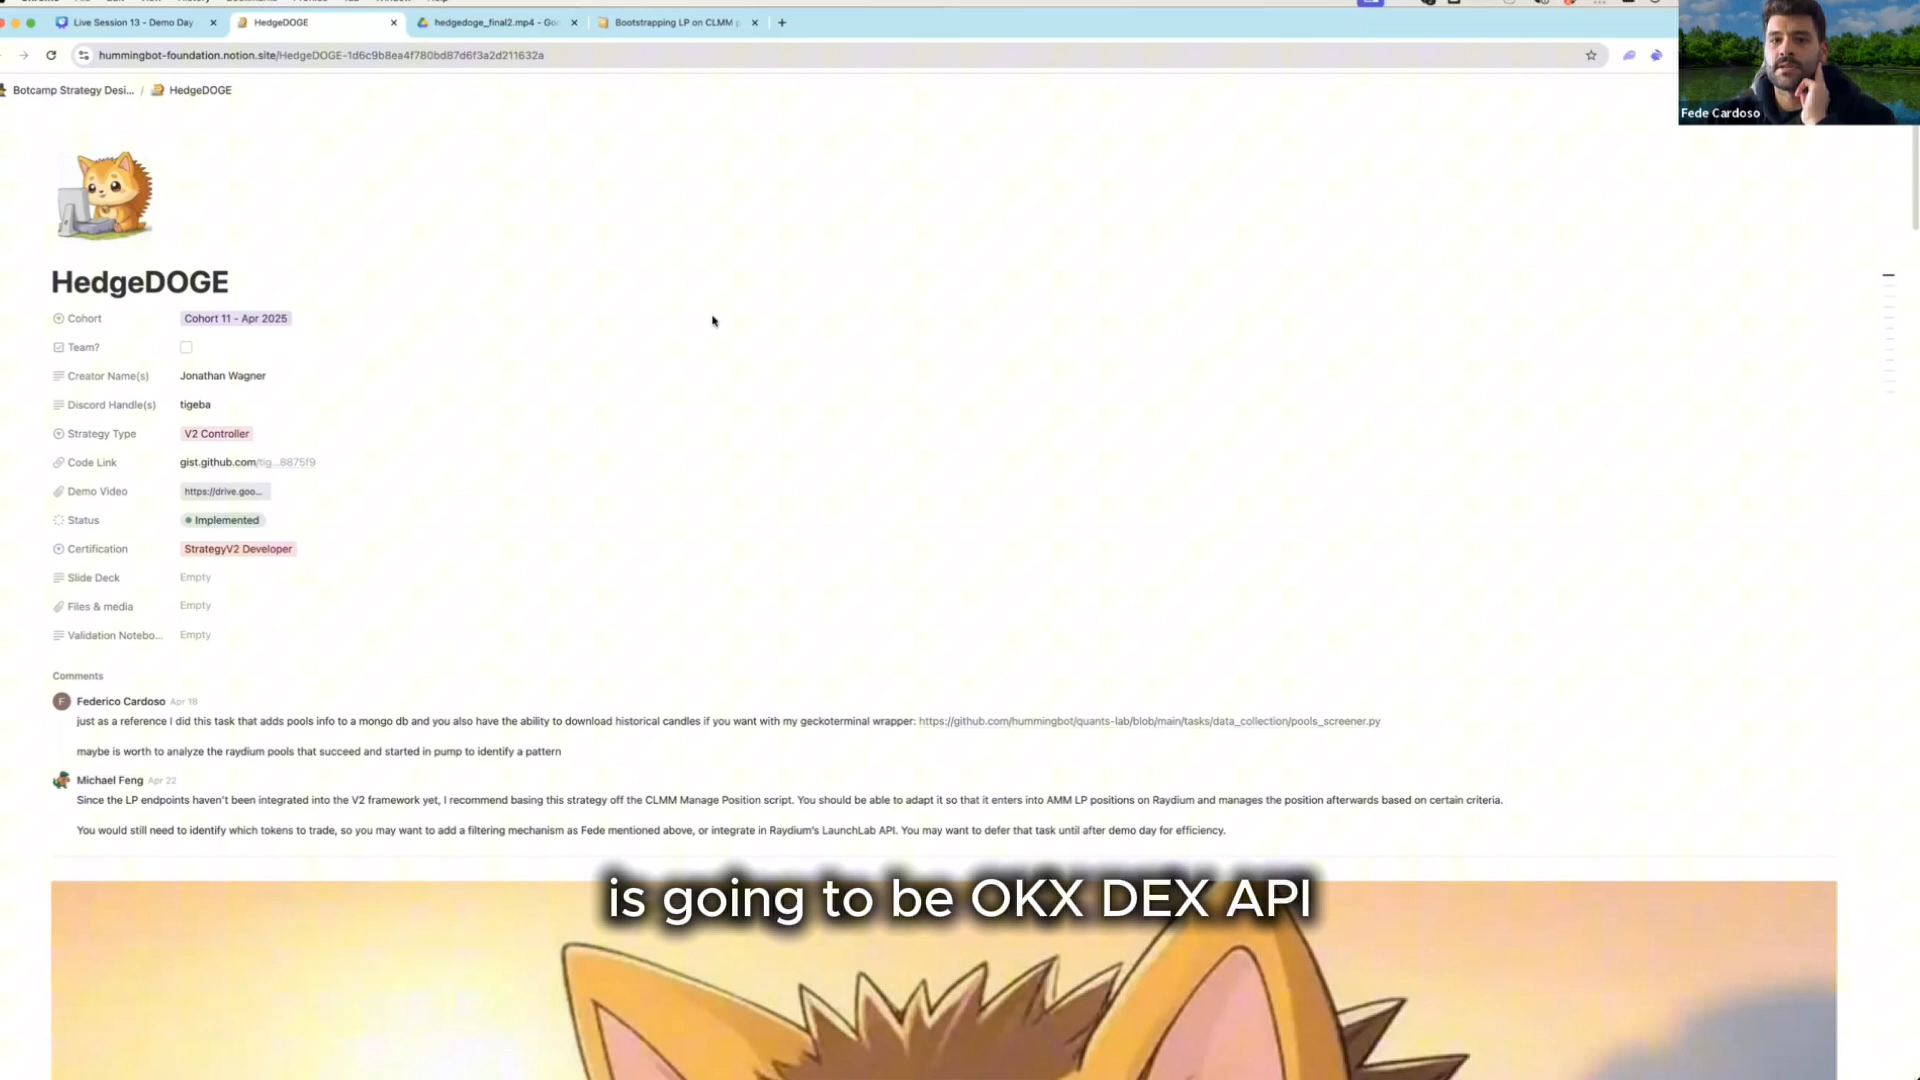 Live Session 13 - Demo Day
HedgeDOGE
hedgedoge_final2.mp4 - Goo
Bootstrapping LP on CLMM p
hummingbot-foundation.notion.site/HedgeDOGE-1d6c9b8ea4f780bd87d6f3a2d211632a
Botcamp Strategy Desi... / HedgeDOGE
Fede Cardoso
HedgeDOGE
Cohort Cohort 11 - Apr 2025
Team?
Creator Name(s) Jonathan Wagner
Discord Handle(s) tigeba
Strategy Type V2 Controller
Code Link gist.github.com/tig...8875f9
Demo Video https://drive.goo...
Status Implemented
Certification StrategyV2 Developer
Slide Deck Empty
Files & media Empty
Validation Notebo... Empty
Comments
F Federico Cardoso Apr 18
just as a reference I did this task that adds pools info to a mongo db and you also have the ability to download historical candles if you want with my geckoterminal wrapper: https://github.com/hummingbot/quants-lab/blob/main/tasks/data_collection/pools_screener.py
maybe is worth to analyze the raydium pools that succeed and started in pump to identify a pattern
Michael Feng Apr 22
Since the LP endpoints haven't been integrated into the V2 framework yet, I recommend basing this strategy off the CLMM Manage Position script. You should be able to adapt it so that it enters into AMM LP positions on Raydium and manages the position afterwards based on certain criteria.
You would still need to identify which tokens to trade, so you may want to add a filtering mechanism as Fede mentioned above, or integrate in Raydium's LaunchLab API. You may want to defer that task until after demo day for efficiency.
is going to be OKX DEX API